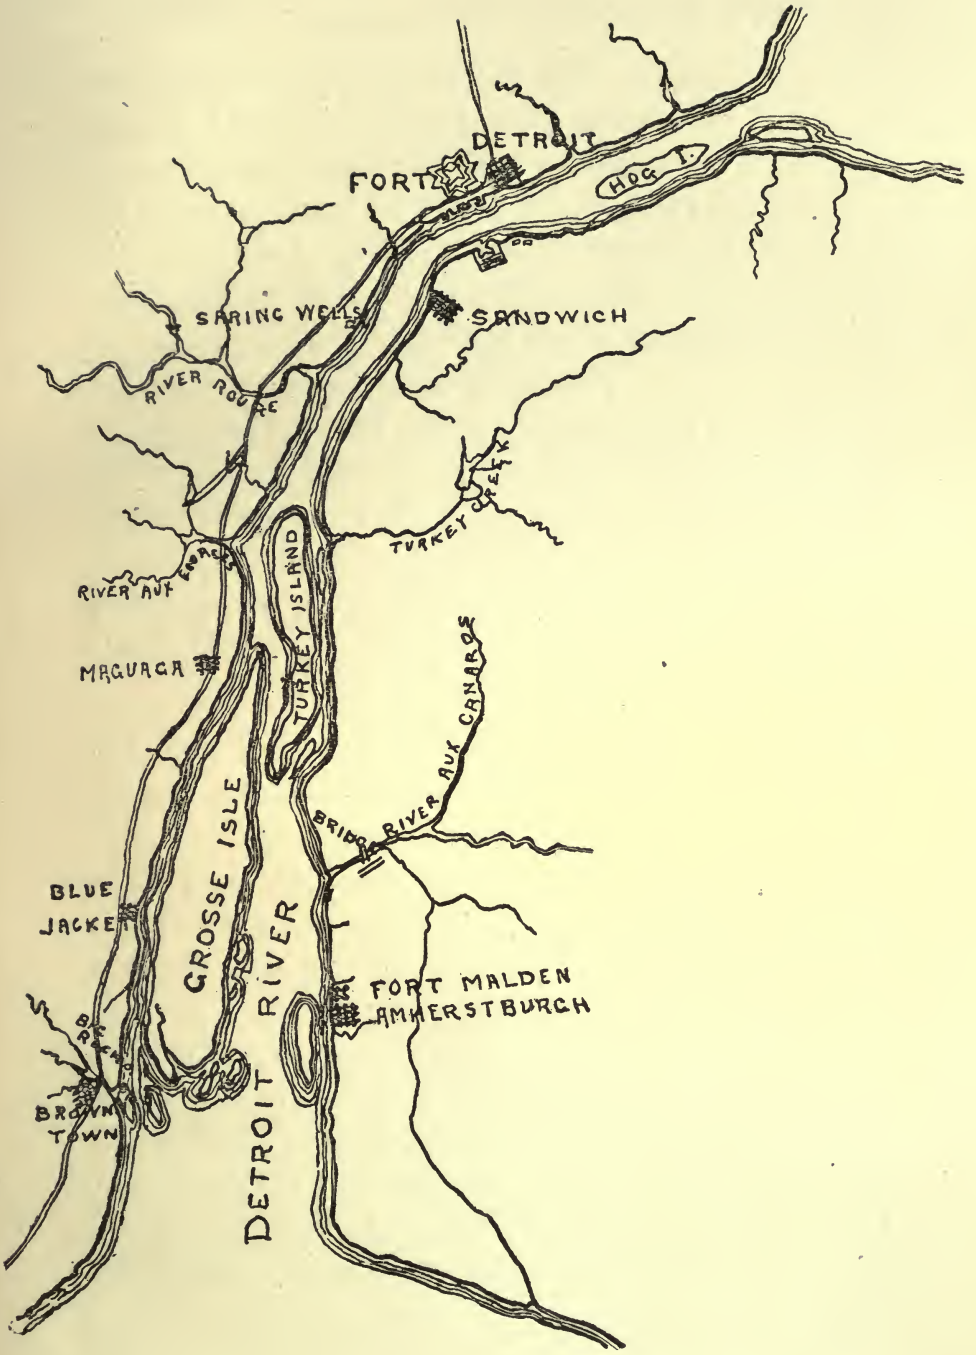 DETROIT
FORT
HOG I.
SPRING WELLS
SANDWICH
RIVER ROUGE
TURKEY CREEK
RIVER AUX
TURKEY ISLAND
MAGUAGA
RIVER AUX CANARDS
BRIDGE
GROSSE ISLE
BLUE
JACKET
DETROIT RIVER
FORT MALDEN
AMHERSTBURGH
BROWN
TOWN